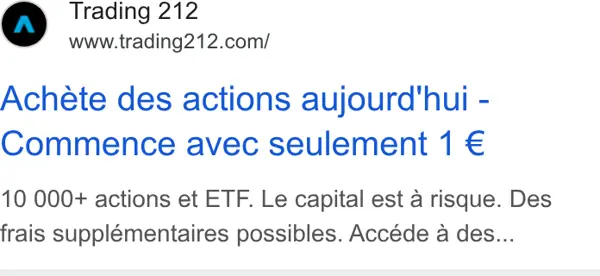 Trading 212
www.trading212.com/
Achète des actions aujourd'hui -
Commence avec seulement 1 €
10 000+ actions et ETF. Le capital est à risque. Des
frais supplémentaires possibles. Accéde à des...